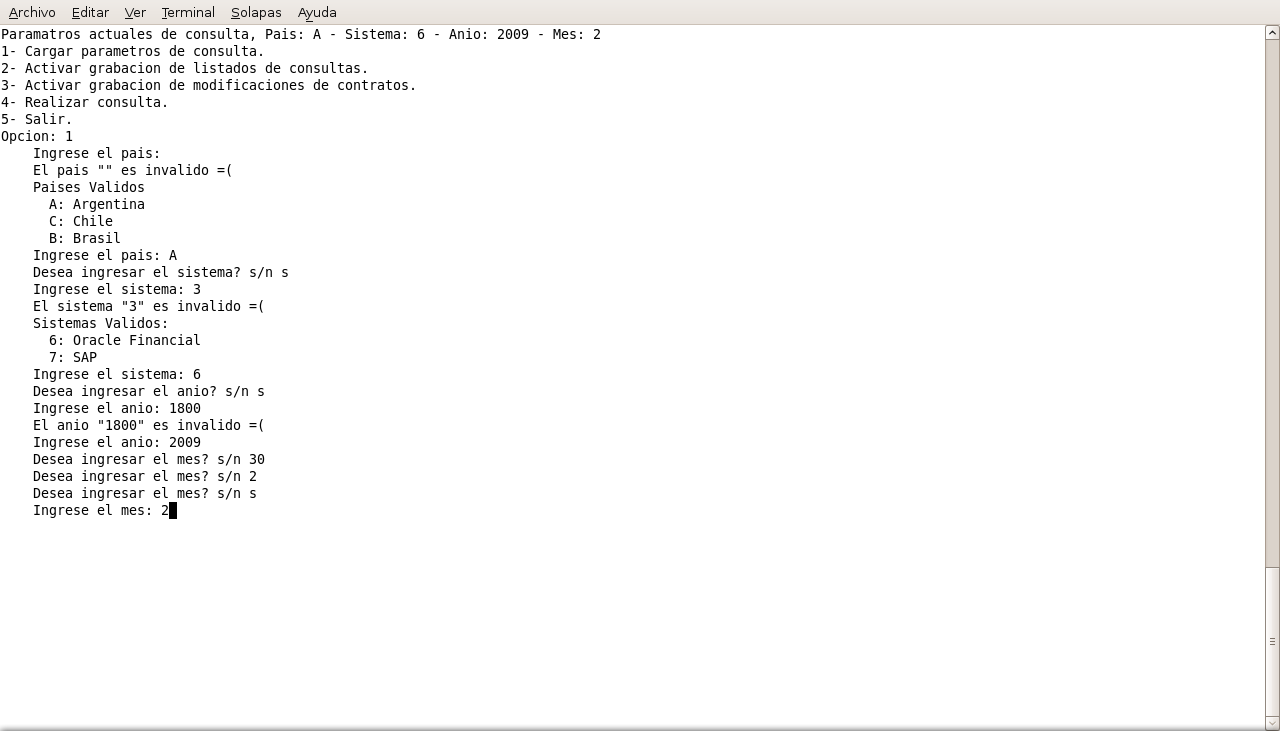 Archivo Editar Ver Terminal Solapas Ayuda
Paramatros actuales de consulta, Pais: A - Sistema: 6 - Anio: 2009 - Mes: 2
1- Cargar parametros de consulta.
2- Activar grabacion de listados de consultas.
3- Activar grabacion de modificaciones de contratos.
4- Realizar consulta.
5- Salir.
Opcion: 1
Ingrese el pais:
El pais "" es invalido =(
Paises Validos
A: Argentina
C: Chile
B: Brasil
Ingrese el pais: A
Desea ingresar el sistema? s/n s
Ingrese el sistema: 3
El sistema "3" es invalido =(
Sistemas Validos:
6: Oracle Financial
7: SAP
Ingrese el sistema: 6
Desea ingresar el anio? s/n s
Ingrese el anio: 1800
El anio "1800" es invalido =(
Ingrese el anio: 2009
Desea ingresar el mes? s/n 30
Desea ingresar el mes? s/n 2
Desea ingresar el mes? s/n s
Ingrese el mes: 2